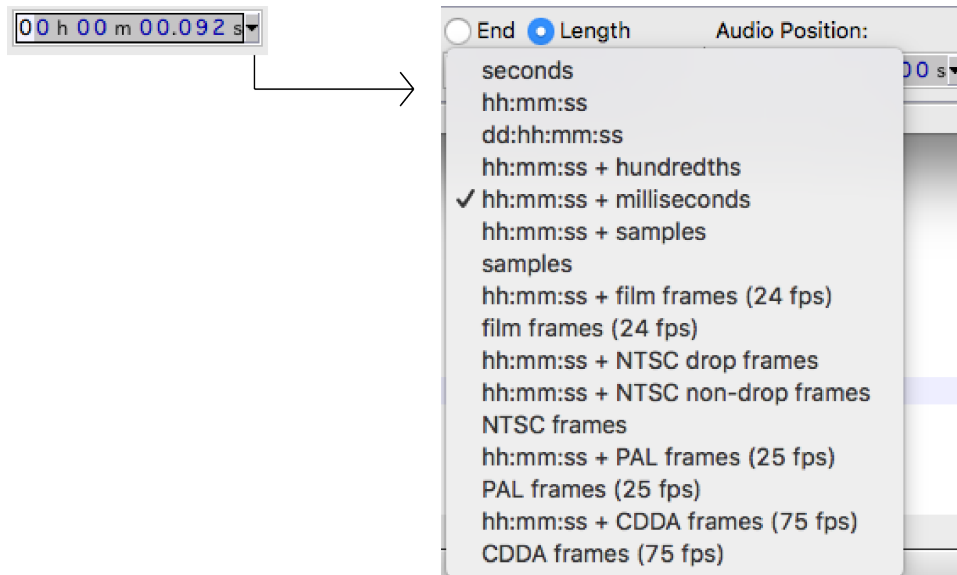 00 h 00 m 00.092 s
End Length Audio Position:
00 s
seconds
hh:mm:ss
dd:hh:mm:ss
hh:mm:ss + hundredths
hh:mm:ss + milliseconds
hh:mm:ss + samples
samples
hh:mm:ss + film frames (24 fps)
film frames (24 fps)
hh:mm:ss + NTSC drop frames
hh:mm:ss + NTSC non-drop frames
NTSC frames
hh:mm:ss + PAL frames (25 fps)
PAL frames (25 fps)
hh:mm:ss + CDDA frames (75 fps)
CDDA frames (75 fps)